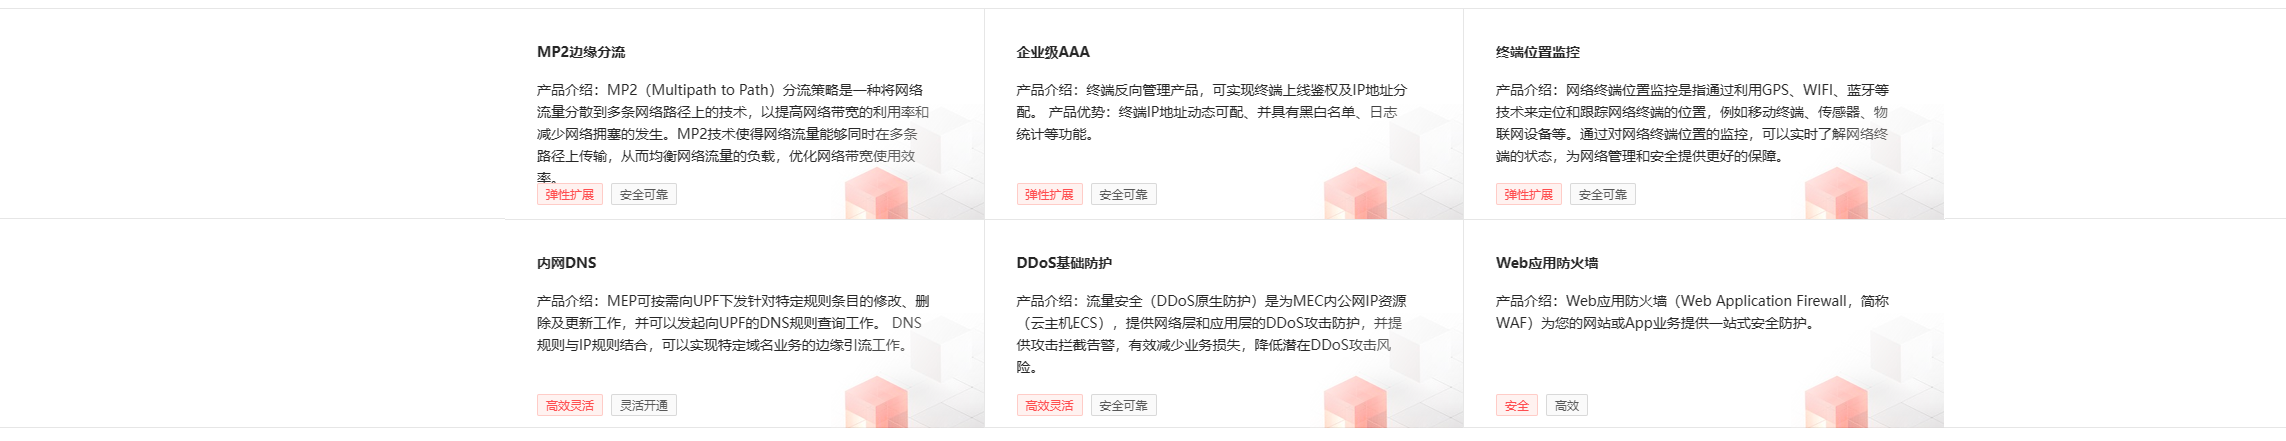 MP2边缘分流
产品介绍：MP2（Multipath to Path）分流策略是一种将网络
流量分散到多条网络路径上的技术，以提高网络带宽的利用率和
减少网络拥塞的发生。MP2技术使得网络流量能够同时在多条
路径上传输，从而均衡网络流量的负载，优化网络带宽使用效
率。
弹性扩展
安全可靠
企业级AAA
产品介绍：终端反向管理产品，可实现终端上线鉴权及IP地址分
配。 产品优势：终端IP地址动态可配、并具有黑白名单、日志
统计等功能。
弹性扩展
安全可靠
终端位置监控
产品介绍：网络终端位置监控是指通过利用GPS、WIFI、蓝牙等
技术来定位和跟踪网络终端的位置，例如移动终端、传感器、物
联网设备等。通过对网络终端位置的监控，可以实时了解网络终
端的状态，为网络管理和安全提供更好的保障。
弹性扩展
安全可靠
内网DNS
产品介绍：MEP可按需向UPF下发针对特定规则条目的修改、删
除及更新工作，并可以发起向UPF的DNS规则查询工作。 DNS
规则与IP规则结合，可以实现特定域名业务的边缘引流工作。
高效灵活
灵活开通
DDoS基础防护
产品介绍：流量安全（DDoS原生防护）是为MEC内公网IP资源
（云主机ECS），提供网络层和应用层的DDoS攻击防护，并提
供攻击拦截告警，有效减少业务损失，降低潜在DDoS攻击风
险。
高效灵活
安全可靠
Web应用防火墙
产品介绍：Web应用防火墙（Web Application Firewall，简称
WAF）为您的网站或App业务提供一站式安全防护。
安全
高效